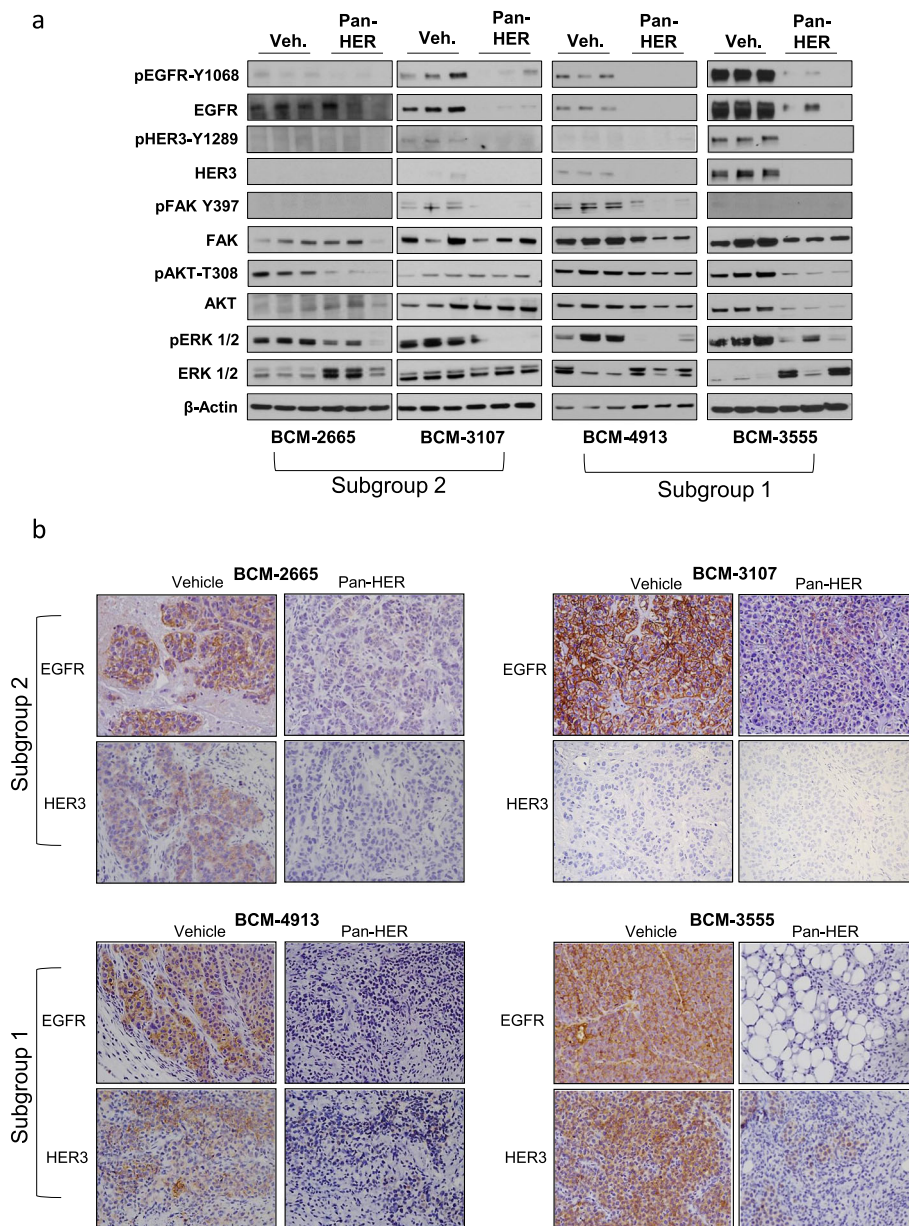 a
Veh. Pan-HER Veh. Pan-HER Veh. Pan-HER Veh. Pan-HER
pEGFR-Y1068
EGFR
pHER3-Y1289
HER3
pFAK Y397
FAK
pAKT-T308
AKT
pERK 1/2
ERK 1/2
β-Actin
BCM-2665 BCM-3107 BCM-4913 BCM-3555
Subgroup 2 Subgroup 1
b
BCM-2665 BCM-3107
Vehicle Pan-HER Vehicle Pan-HER
Subgroup 2
EGFR EGFR
HER3 HER3
BCM-4913 BCM-3555
Vehicle Pan-HER Vehicle Pan-HER
Subgroup 1
EGFR EGFR
HER3 HER3